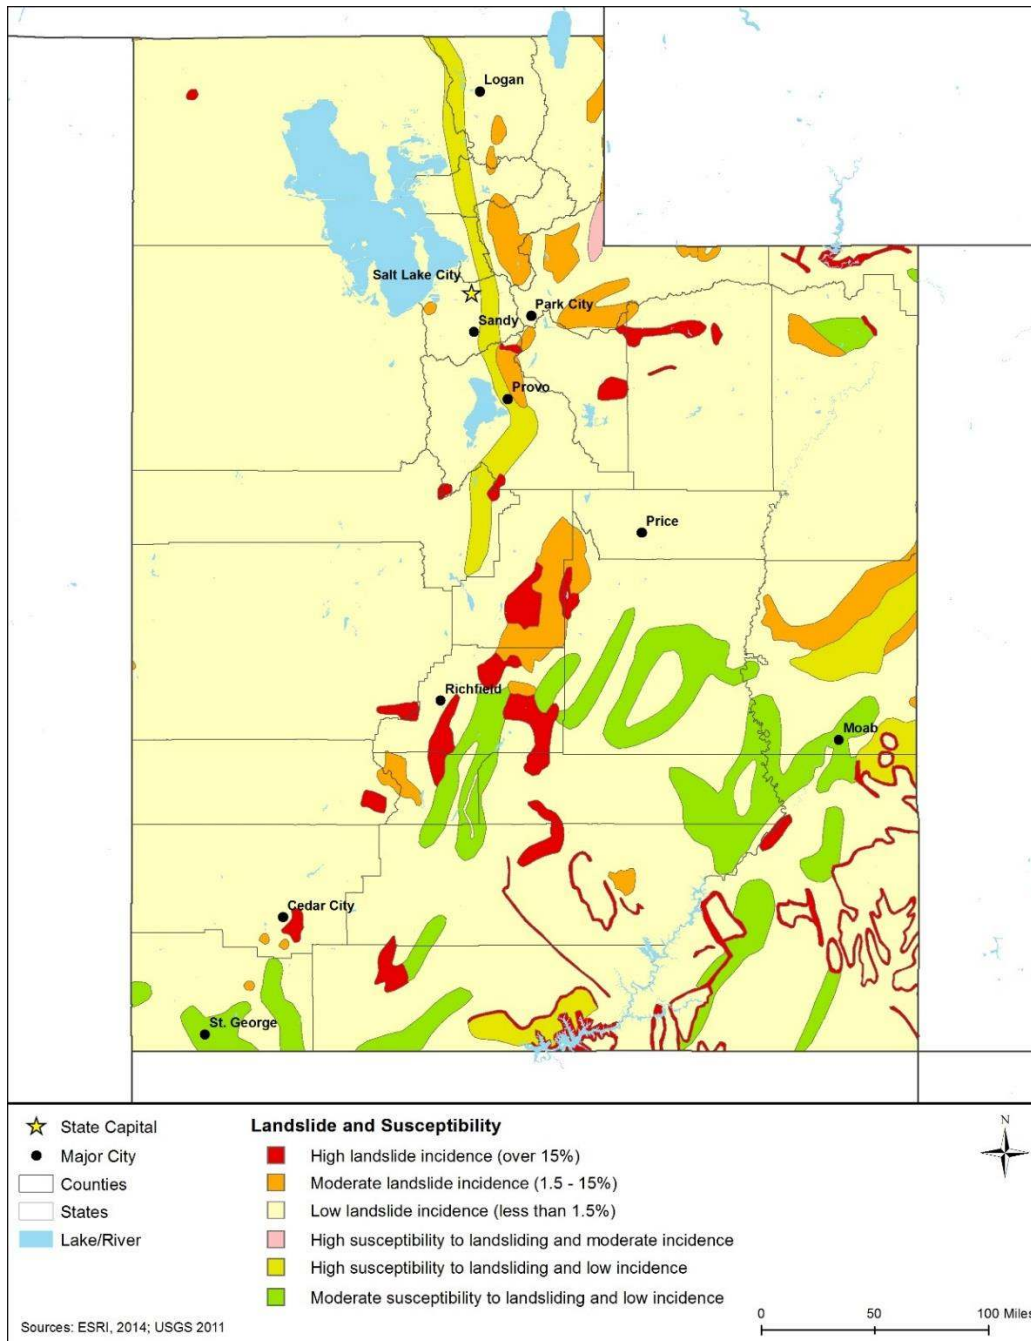 Logan
Salt Lake City
Park City
Sandy
Provo
Price
Richfield
Moab
Cedar City
St. George
State Capital
Major City
Counties
States
Lake/River
Landslide and Susceptibility
High landslide incidence (over 15%)
Moderate landslide incidence (1.5 - 15%)
Low landslide incidence (less than 1.5%)
High susceptibility to landsliding and moderate incidence
High susceptibility to landsliding and low incidence
Moderate susceptibility to landsliding and low incidence
N
0 50 100 Miles
Sources: ESRI, 2014; USGS 2011